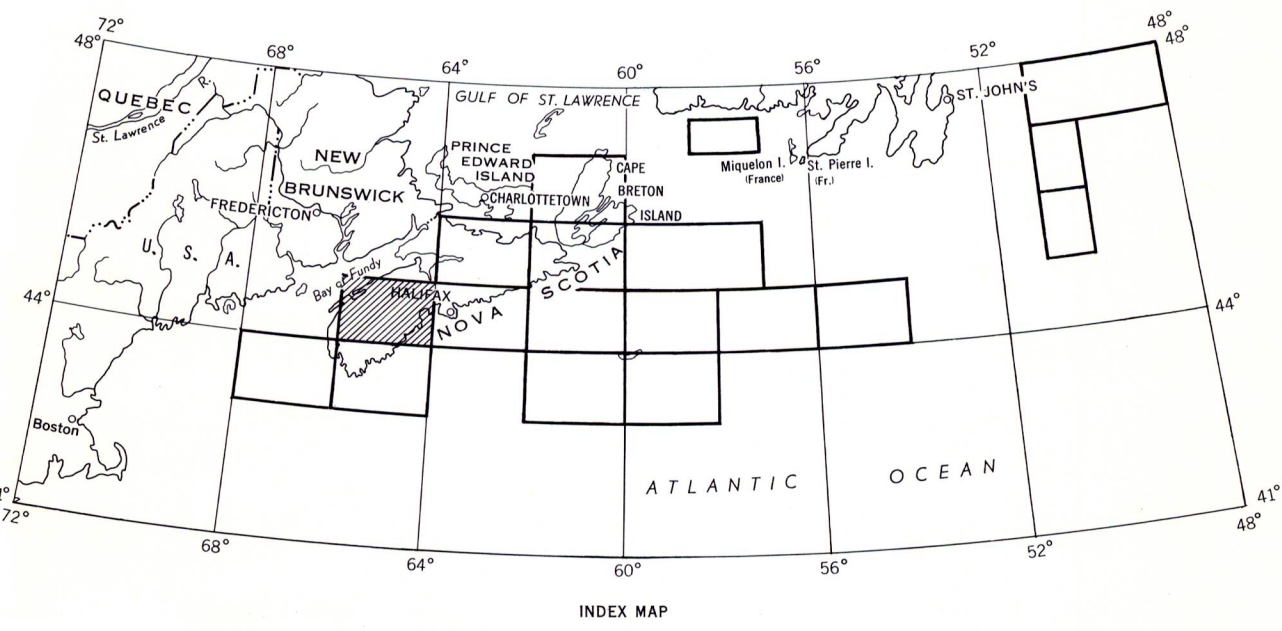 72°
48°
68°
64°
60°
56°
52°
48°
48°
QUEBEC
R.
St. Lawrence
GULF OF ST. LAWRENCE
ST. JOHN'S
NEW
BRUNSWICK
PRINCE
EDWARD
ISLAND
CAPE
BRETON
ISLAND
Miquelon I.
(France)
St. Pierre I.
(Fr.)
FREDERICTON
CHARLOTTETOWN
U. S. A.
Bay of Fundy
HALIFAX
NOVA SCOTIA
44°
44°
Boston
ATLANTIC OCEAN
72°
68°
64°
60°
56°
52°
41°
48°
INDEX MAP